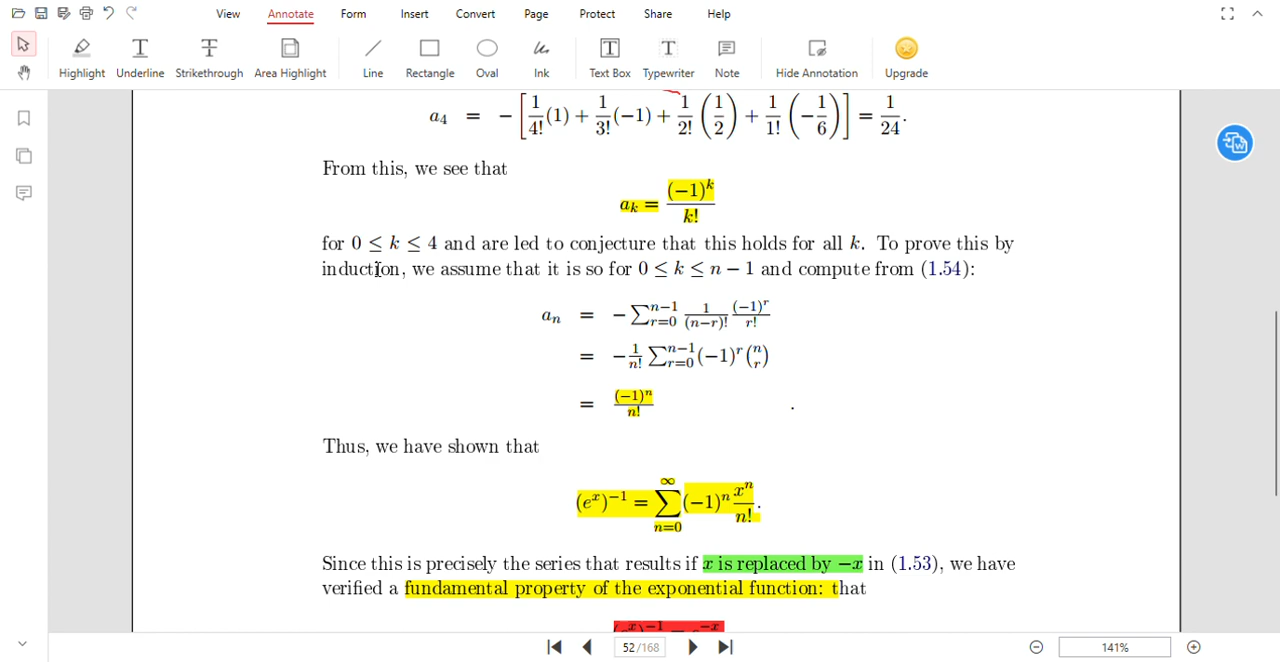 View Annotate Form Insert Convert Page Protect Share Help
Highlight Underline Strikethrough Area Highlight Line Rectangle Oval Ink Text Box Typewriter Note Hide Annotation Upgrade
a₄ = −[1/4!(1) + 1/3!(−1) + 1/2!(1/2) + 1/1!(−1/6)] = 1/24.
From this, we see that
aₖ = (−1)ᵏ/k!
for 0 ≤ k ≤ 4 and are led to conjecture that this holds for all k. To prove this by
induction, we assume that it is so for 0 ≤ k ≤ n − 1 and compute from (1.54):
aₙ = −∑ⁿ⁻¹ᵣ₌₀ 1/(n−r)! (−1)ʳ/r!
= −1/n! ∑ⁿ⁻¹ᵣ₌₀(−1)ʳ(ⁿᵣ)
= (−1)ⁿ/n! .
Thus, we have shown that
(eˣ)⁻¹ = ∑^∞_{n=0} (−1)ⁿ xⁿ/n!.
Since this is precisely the series that results if x is replaced by −x in (1.53), we have
verified a fundamental property of the exponential function: that
52/168 141%